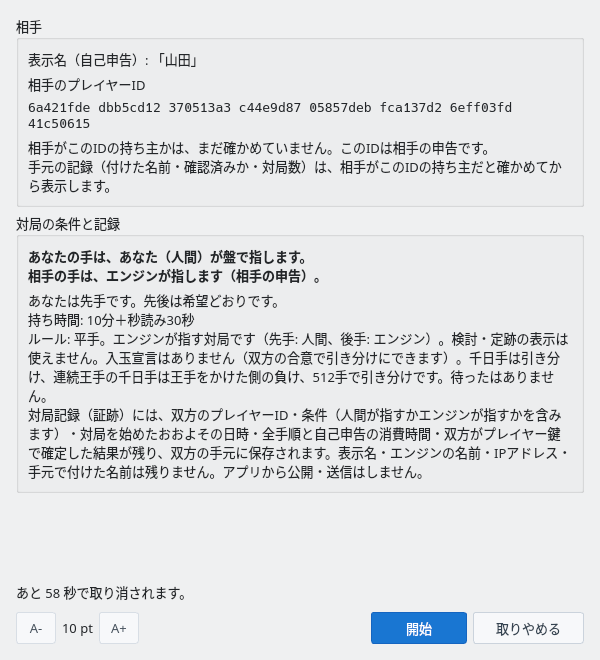 相手
表示名（自己申告）: 「山田」
相手のプレイヤーID
6a421fde dbb5cd12 370513a3 c44e9d87 05857deb fca137d2 6eff03fd
41c50615
相手がこのIDの持ち主かは、まだ確かめていません。このIDは相手の申告です。
手元の記録（付けた名前・確認済みか・対局数）は、相手がこのIDの持ち主だと確かめてか
ら表示します。
対局の条件と記録
あなたの手は、あなた（人間）が盤で指します。
相手の手は、エンジンが指します（相手の申告）。
あなたは先手です。先後は希望どおりです。
持ち時間: 10分＋秒読み30秒
ルール: 平手。エンジンが指す対局です（先手: 人間、後手: エンジン）。検討・定跡の表示は
使えません。入玉宣言はありません（双方の合意で引き分けにできます）。千日手は引き分
け、連続王手の千日手は王手をかけた側の負け、512手で引き分けです。待ったはありませ
ん。
対局記録（証跡）には、双方のプレイヤーID・条件（人間が指すかエンジンが指すかを含み
ます）・対局を始めたおおよその日時・全手順と自己申告の消費時間・双方がプレイヤー鍵
で確定した結果が残り、双方の手元に保存されます。表示名・エンジンの名前・IPアドレス・
手元で付けた名前は残りません。アプリから公開・送信はしません。
あと 58 秒で取り消されます。
A- 10 pt A+ 開始 取りやめる